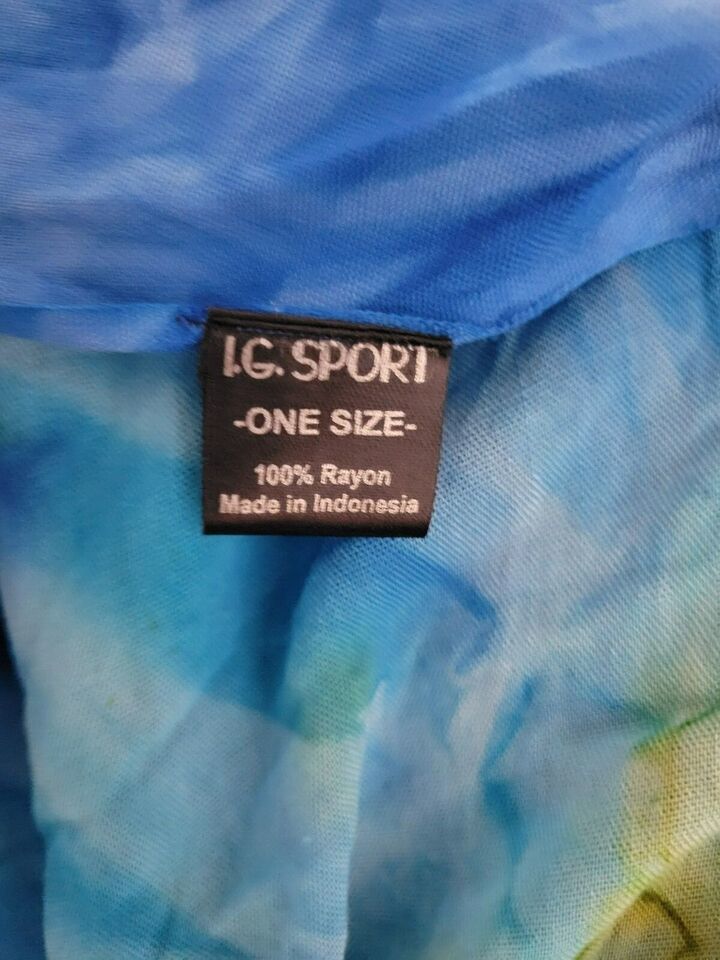 I.G. SPORT
-ONE SIZE-
100% Rayon
Made in Indonesia